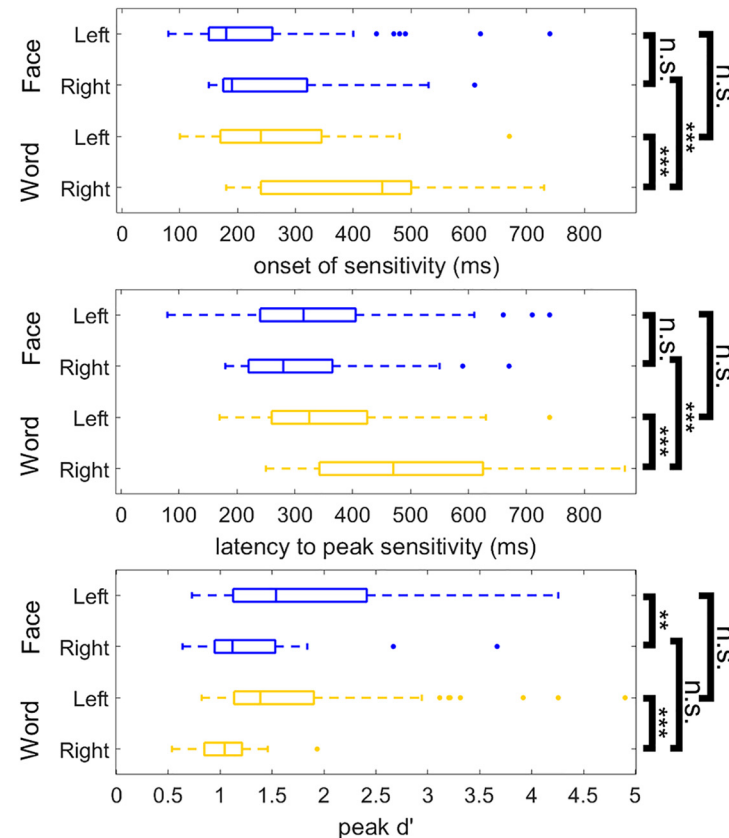 Face
Left
Right
Word
Left
Right
n.s.
***
***
n.s.
0 100 200 300 400 500 600 700 800
onset of sensitivity (ms)
Face
Left
Right
Word
Left
Right
n.s.
***
***
n.s.
0 100 200 300 400 500 600 700 800
latency to peak sensitivity (ms)
Face
Left
Right
Word
Left
Right
**
***
n.s.
n.s.
0 0.5 1 1.5 2 2.5 3 3.5 4 4.5 5
peak d'